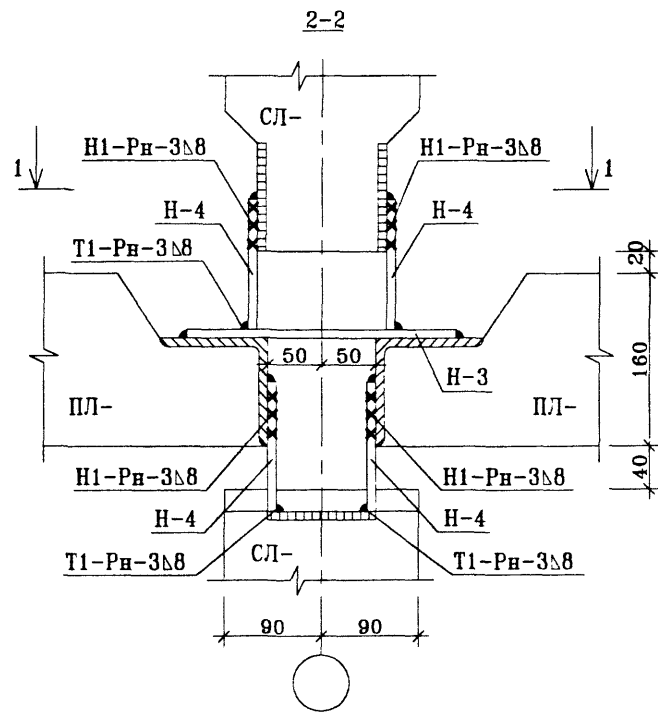 2-2
СЛ-
Н1-Рн-3⊿8
Н1-Рн-3⊿8
1
1
Н-4
Н-4
Т1-Рн-3⊿8
20
50
50
Н-3
160
ПЛ-
ПЛ-
Н1-Рн-3⊿8
Н1-Рн-3⊿8
40
Н-4
Н-4
СЛ-
Т1-Рн-3⊿8
Т1-Рн-3⊿8
90
90